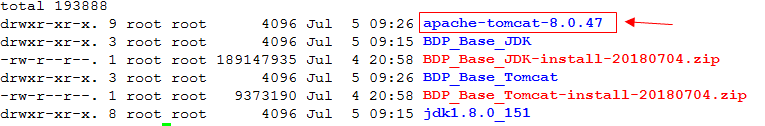 total 193888
drwxr-xr-x. 9 root root      4096 Jul  5 09:26 apache-tomcat-8.0.47
drwxr-xr-x. 3 root root      4096 Jul  5 09:15 BDP_Base_JDK
-rw-r--r--. 1 root root 189147935 Jul  4 20:58 BDP_Base_JDK-install-20180704.zip
drwxr-xr-x. 3 root root      4096 Jul  5 09:26 BDP_Base_Tomcat
-rw-r--r--. 1 root root   9373190 Jul  4 20:58 BDP_Base_Tomcat-install-20180704.zip
drwxr-xr-x. 8 root root      4096 Jul  5 09:15 jdk1.8.0_151